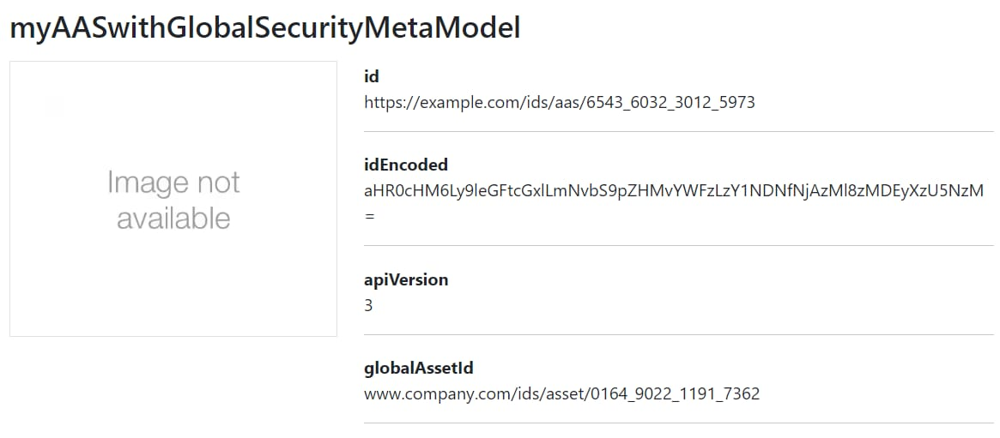 myAASwithGlobalSecurityMetaModel
Image not
available
id
https://example.com/ids/aas/6543_6032_3012_5973
idEncoded
aHR0cHM6Ly9leGFtcGxlLmNvbS9pZHMvYWFzLzY1NDNfNjAzMl8zMDEyXzU5NzM
=
apiVersion
3
globalAssetId
www.company.com/ids/asset/0164_9022_1191_7362